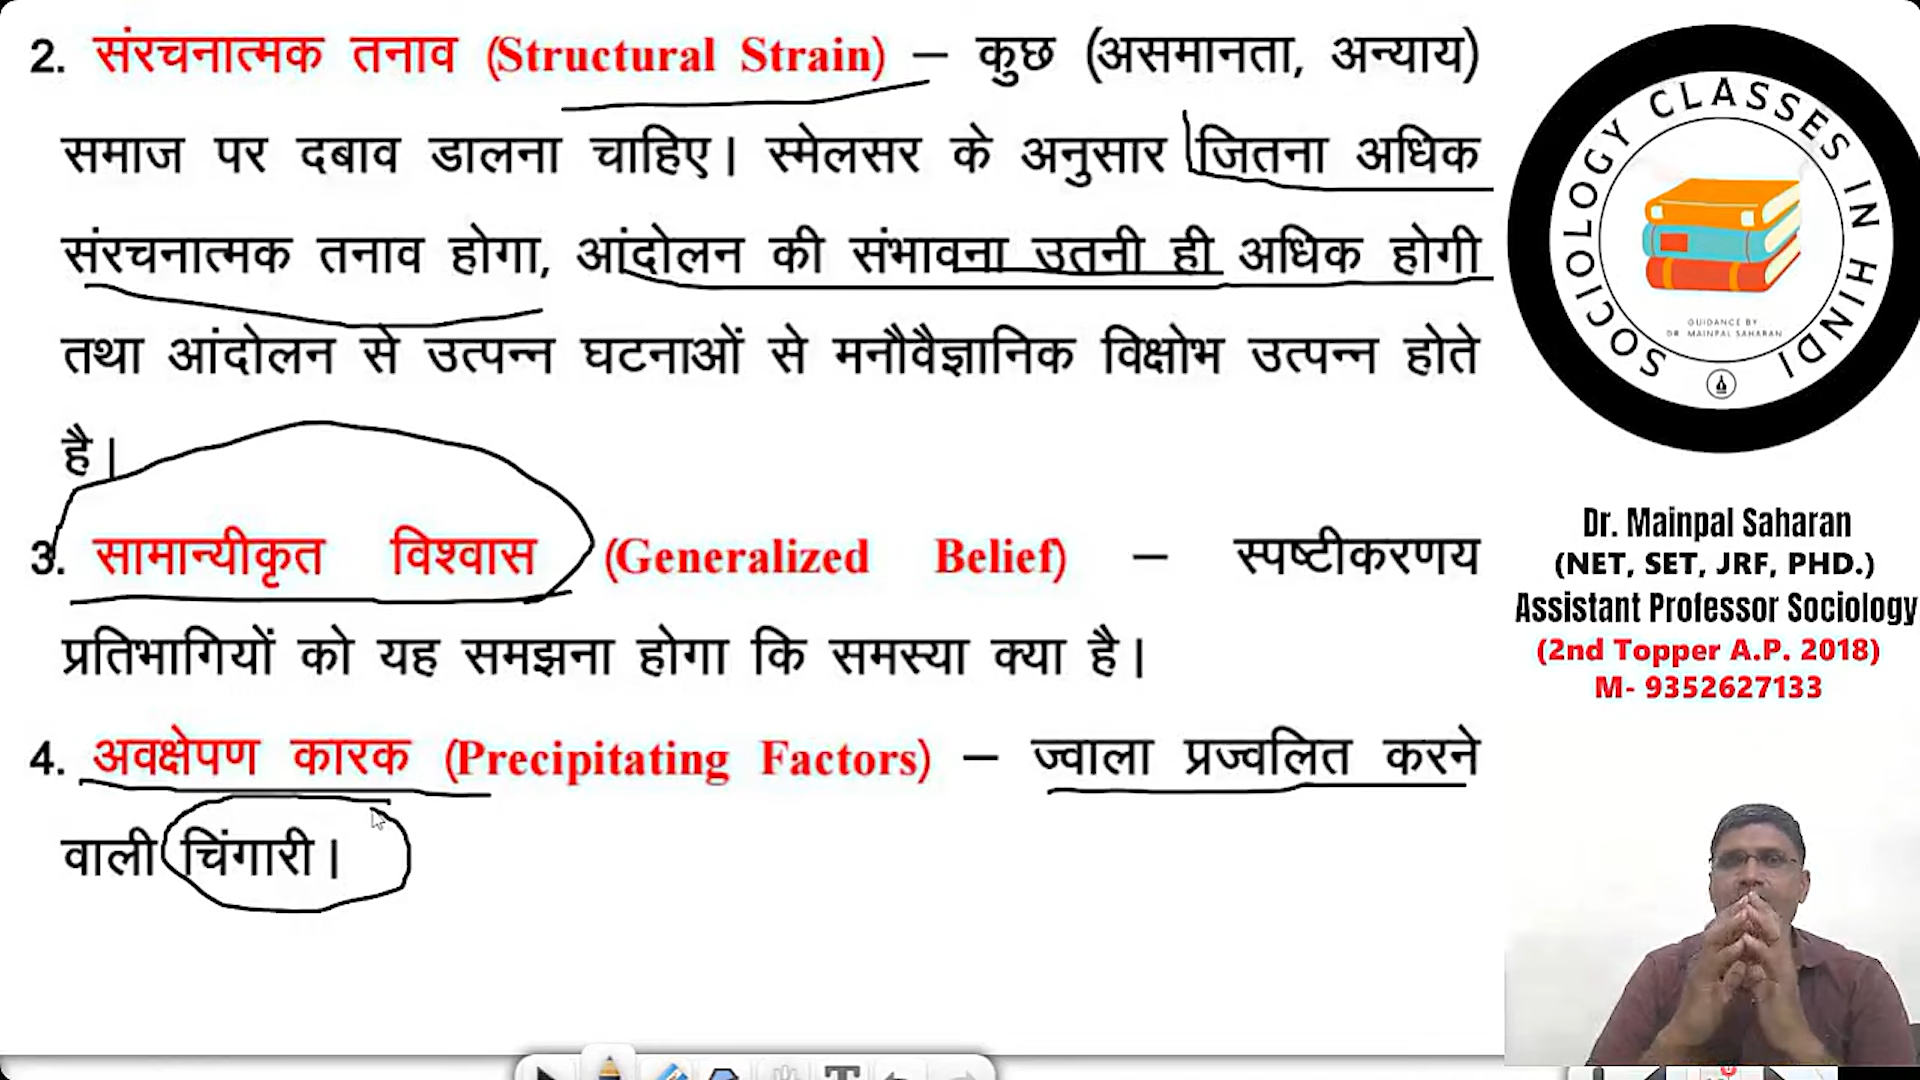 2. संरचनात्मक तनाव (Structural Strain) – कुछ (असमानता, अन्याय)
समाज पर दबाव डालना चाहिए। स्मेलसर के अनुसार जितना अधिक
संरचनात्मक तनाव होगा, आंदोलन की संभावना उतनी ही अधिक होगी
तथा आंदोलन से उत्पन्न घटनाओं से मनौवैज्ञानिक विक्षोभ उत्पन्न होते
है।
3. सामान्यीकृत विश्वास (Generalized Belief) – स्पष्टीकरणय
प्रतिभागियों को यह समझना होगा कि समस्या क्या है।
4. अवक्षेपण कारक (Precipitating Factors) – ज्वाला प्रज्वलित करने
वाली चिंगारी।
SOCIOLOGY CLASSES IN HINDI
GUIDANCE BY
DR. MAINPAL SAHARAN
Dr. Mainpal Saharan
(NET, SET, JRF, PHD.)
Assistant Professor Sociology
(2nd Topper A.P. 2018)
M- 9352627133